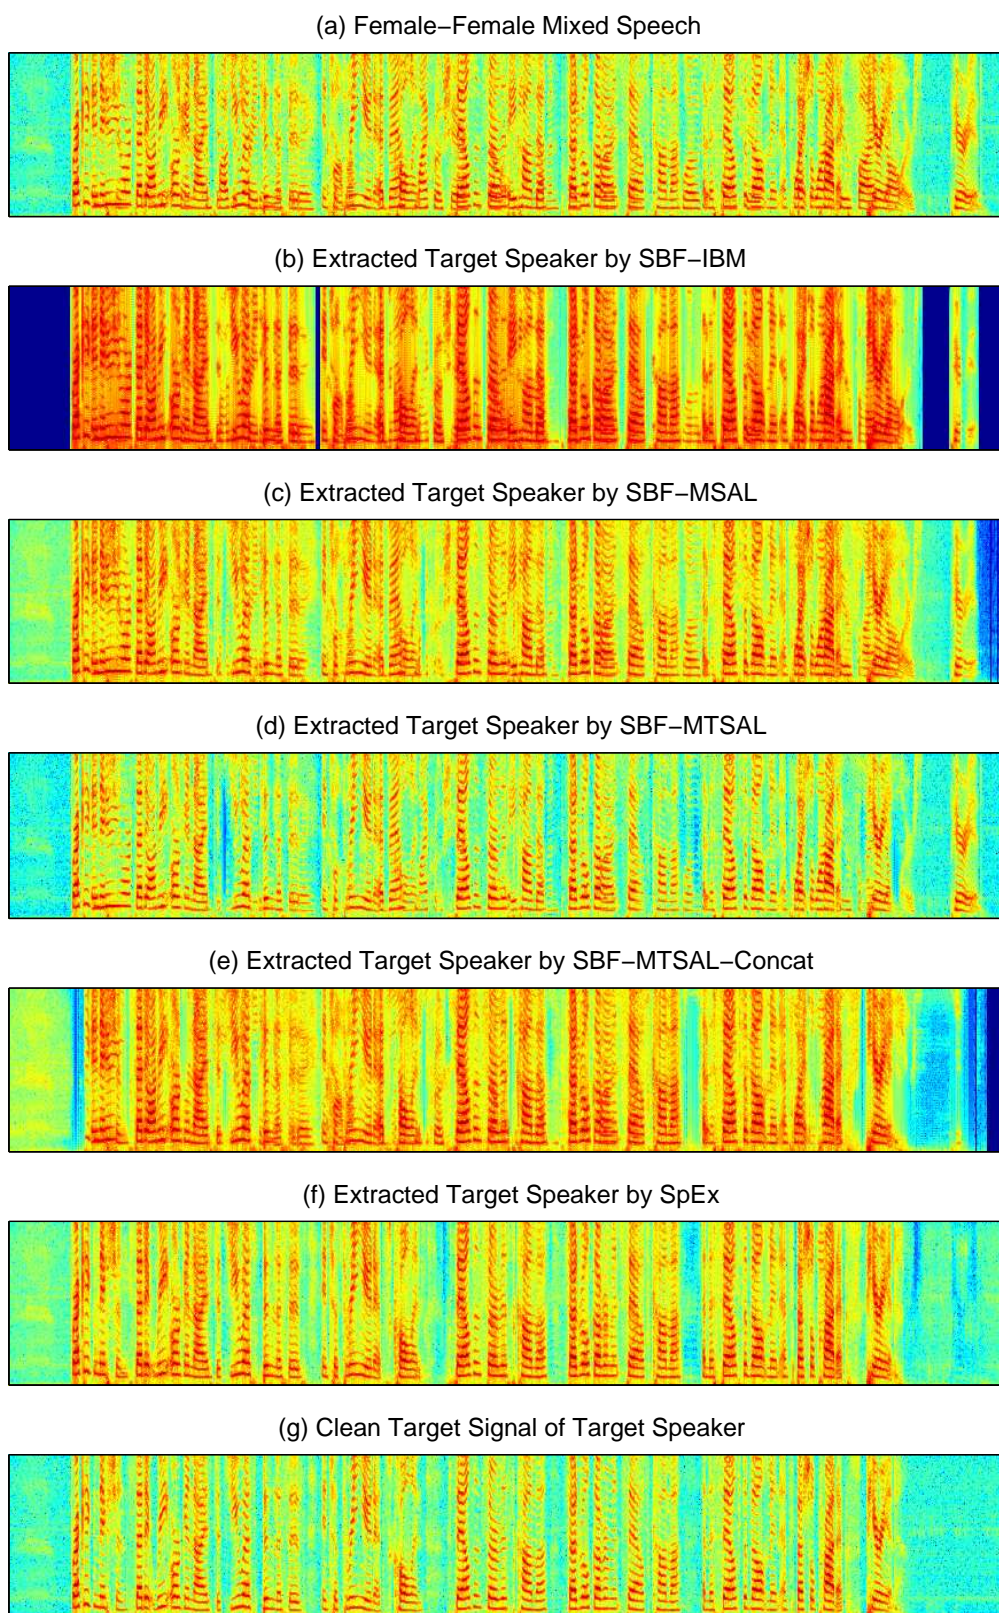 (a) Female−Female Mixed Speech
(b) Extracted Target Speaker by SBF−IBM
(c) Extracted Target Speaker by SBF−MSAL
(d) Extracted Target Speaker by SBF−MTSAL
(e) Extracted Target Speaker by SBF−MTSAL−Concat
(f) Extracted Target Speaker by SpEx
(g) Clean Target Signal of Target Speaker